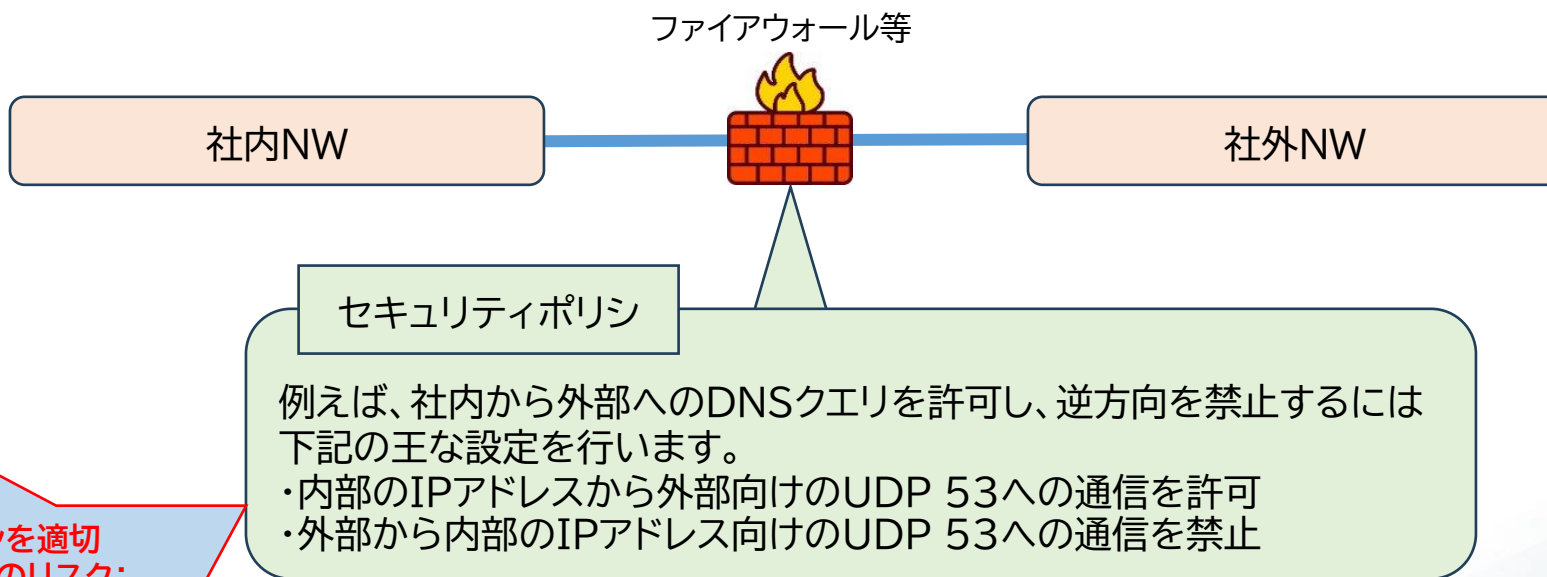 ファイアウォール等
社内NW
社外NW
セキュリティポリシ
例えば、社内から外部へのDNSクエリを許可し、逆方向を禁止するには
下記の王な設定を行います。
・内部のIPアドレスから外部向けのUDP 53への通信を許可
・外部から内部のIPアドレス向けのUDP 53への通信を禁止
を適切
のリスク: